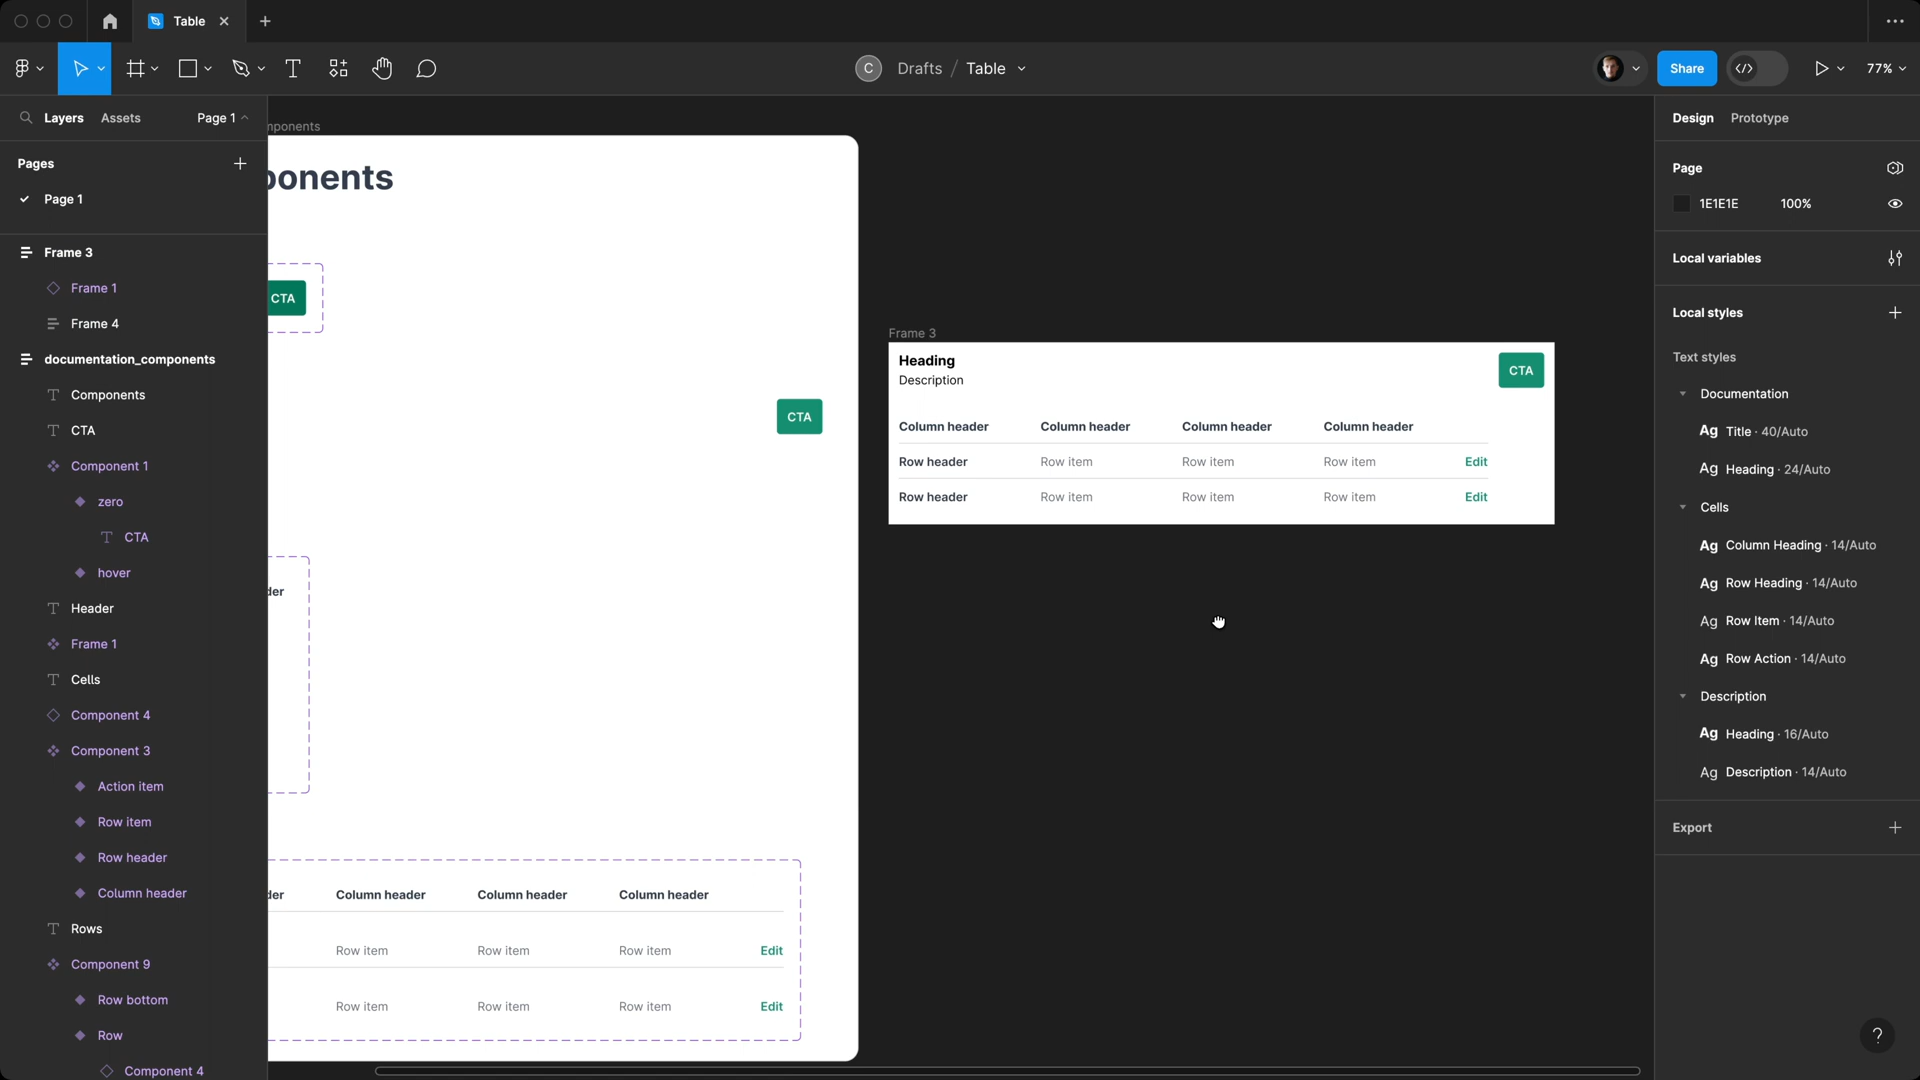 Table
C
Drafts / Table
Share
77%
Layers
Assets
Page 1
Pages
Page 1
Frame 3
Frame 1
Frame 4
documentation_components
Components
CTA
Component 1
zero
CTA
hover
Header
Frame 1
Cells
Component 4
Component 3
Action item
Row item
Row header
Column header
Rows
Component 9
Row bottom
Row
Component 4
mponents
ponents
CTA
CTA
der
der Column header Column header Column header
Row item Row item Row item Edit
Row item Row item Row item Edit
Frame 3
Heading
Description
CTA
Column header Column header Column header Column header
Row header Row item Row item Row item Edit
Row header Row item Row item Row item Edit
Design
Prototype
Page
1E1E1E 100%
Local variables
Local styles
Text styles
Documentation
Ag Title · 40/Auto
Ag Heading · 24/Auto
Cells
Ag Column Heading · 14/Auto
Ag Row Heading · 14/Auto
Ag Row Item · 14/Auto
Ag Row Action · 14/Auto
Description
Ag Heading · 16/Auto
Ag Description · 14/Auto
Export
?